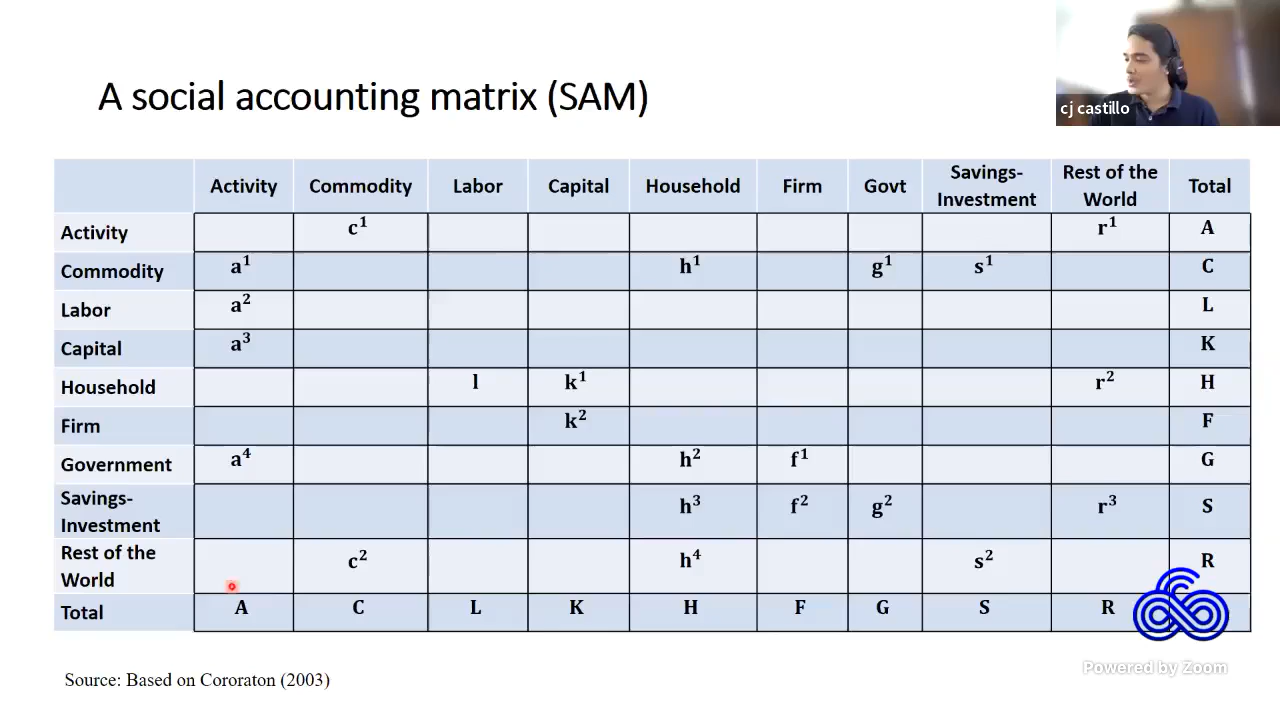 cj castillo
A social accounting matrix (SAM)
Activity Commodity Labor Capital Household Firm Govt Savings-Investment Rest of the World Total
Activity c¹ r¹ A
Commodity a¹ h¹ g¹ s¹ C
Labor a² L
Capital a³ K
Household l k¹ r² H
Firm k² F
Government a⁴ h² f¹ G
Savings-Investment h³ f² g² r³ S
Rest of the World c² h⁴ s² R
Total A C L K H F G S R
Source: Based on Cororaton (2003)
Powered by Zoom